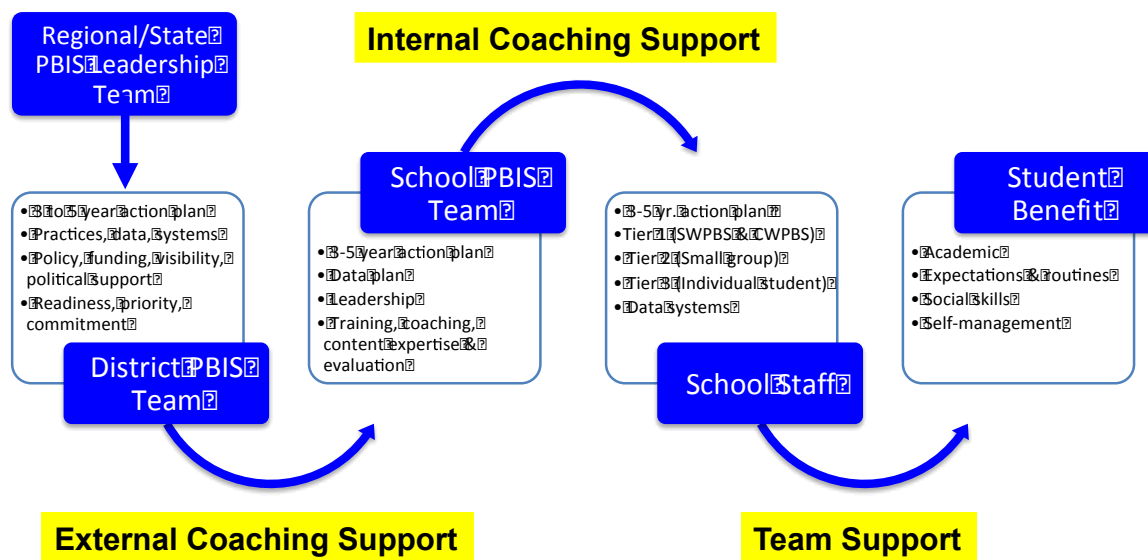 Regional/State
PBIS Leadership
Team
Internal Coaching Support
• 3 to 5 year action plan
• Practices, data, systems
• Policy, funding, visibility,
political support
• Readiness, priority,
commitment
District PBIS
Team
School PBIS
Team
• 3-5 year action plan
• Data plan
• Leadership
• Training, coaching,
content expertise &
evaluation
• 3-5 yr. action plan
• Tier 1 (SWPBS & CWPBS)
• Tier 2 (Small group)
• Tier 3 (Individual student)
• Data systems
School Staff
Student
Benefit
• Academic
• Expectations & routines
• Social skills
• Self-management
External Coaching Support
Team Support